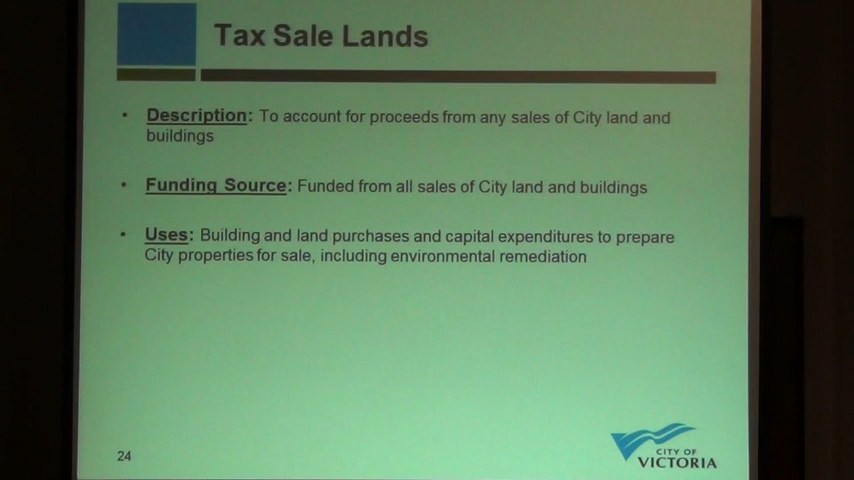 Tax Sale Lands
• Description: To account for proceeds from any sales of City land and
buildings
• Funding Source: Funded from all sales of City land and buildings
• Uses: Building and land purchases and capital expenditures to prepare
City properties for sale, including environmental remediation
24
CITY OF
VICTORIA